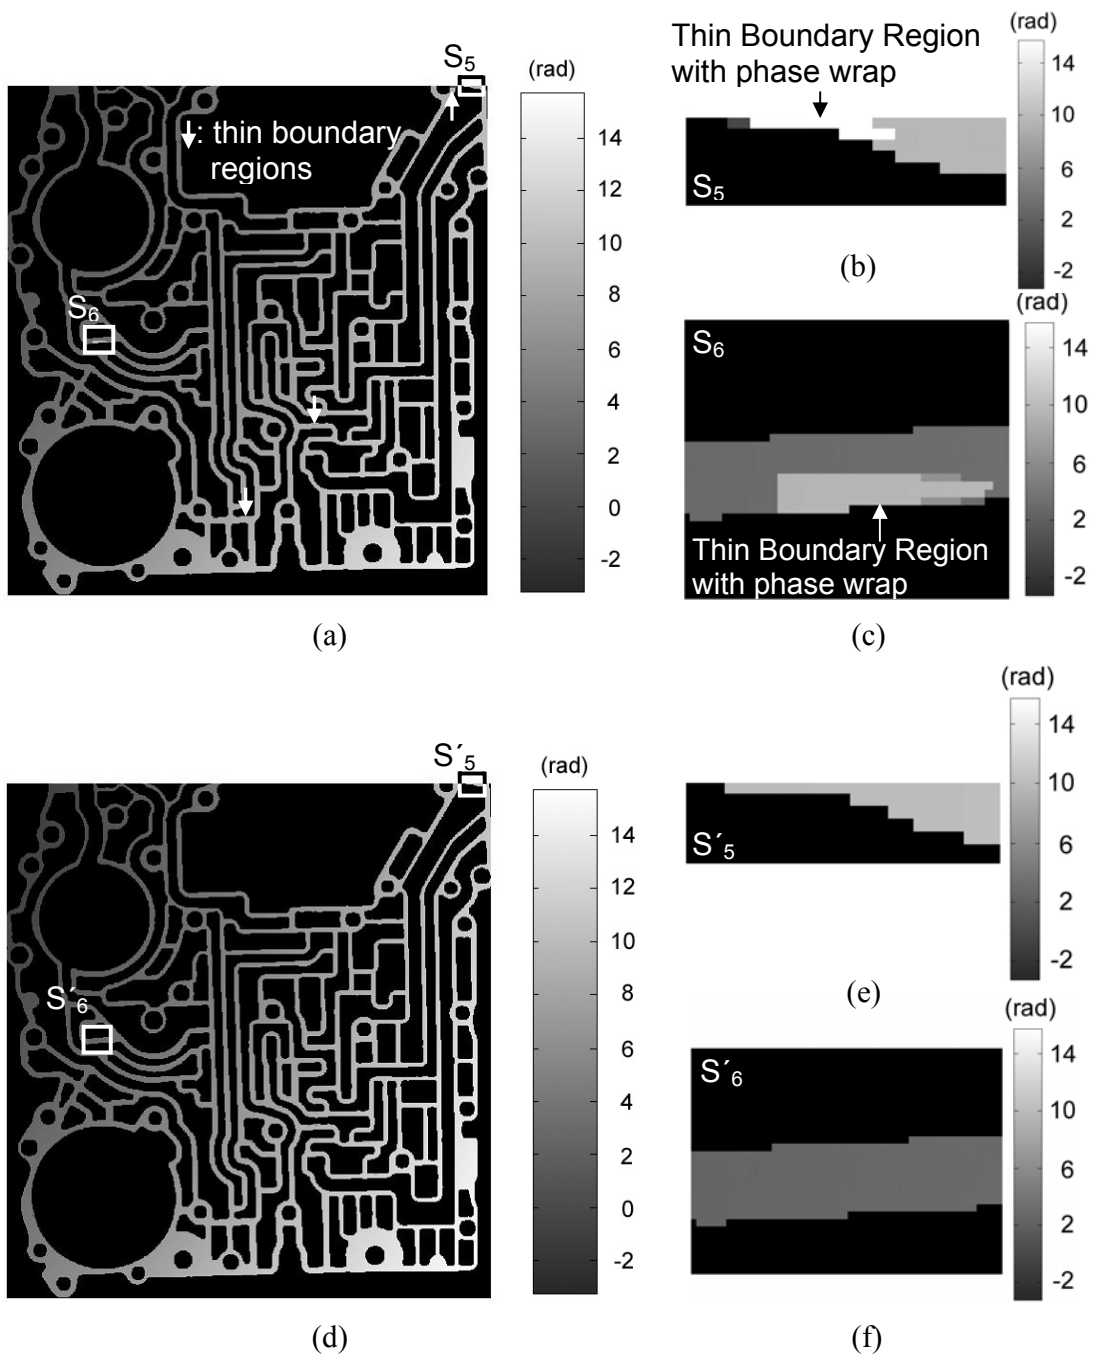 S5
(rad)
↓: thin boundary
regions
14
12
10
8
6
4
2
0
-2
S6
(a)
Thin Boundary Region
with phase wrap
(rad)
14
10
6
2
-2
S5
(b)
(rad)
14
10
6
2
-2
S6
Thin Boundary Region
with phase wrap
(c)
S´5
(rad)
14
12
10
8
6
4
2
0
-2
S´6
(d)
(rad)
14
10
6
2
-2
S´5
(e)
(rad)
14
10
6
2
-2
S´6
(f)